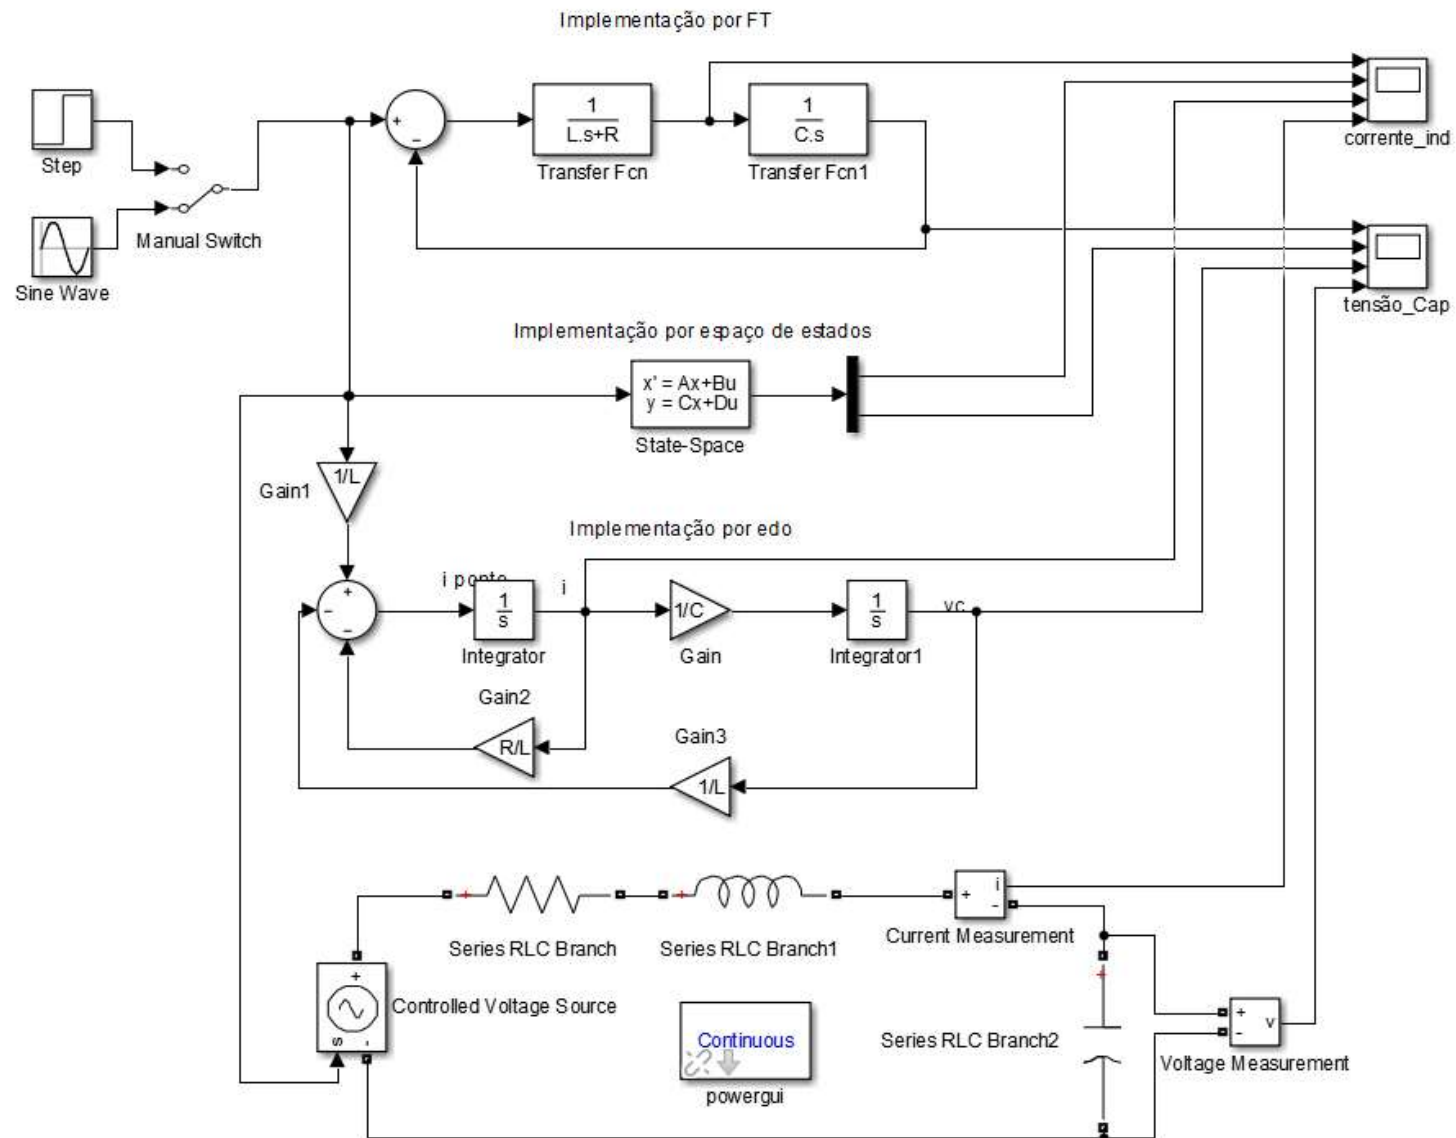 Implementação por FT
Step
Sine Wave
Manual Switch
+
-
1
L.s+R
Transfer Fcn
1
C.s
Transfer Fcn1
corrente_ind
tensão_Cap
Implementação por espaço de estados
x' = Ax+Bu
y = Cx+Du
State-Space
1/L
Gain1
Implementação por edo
+
-
-
i ponto
1
s
Integrator
i
1/C
Gain
1
s
Integrator1
vc
Gain2
R/L
Gain3
1/L
+
Series RLC Branch
+
Series RLC Branch1
+
i
-
Current Measurement
+
s
-
Controlled Voltage Source
Continuous
powergui
+
Series RLC Branch2
+
-
v
Voltage Measurement